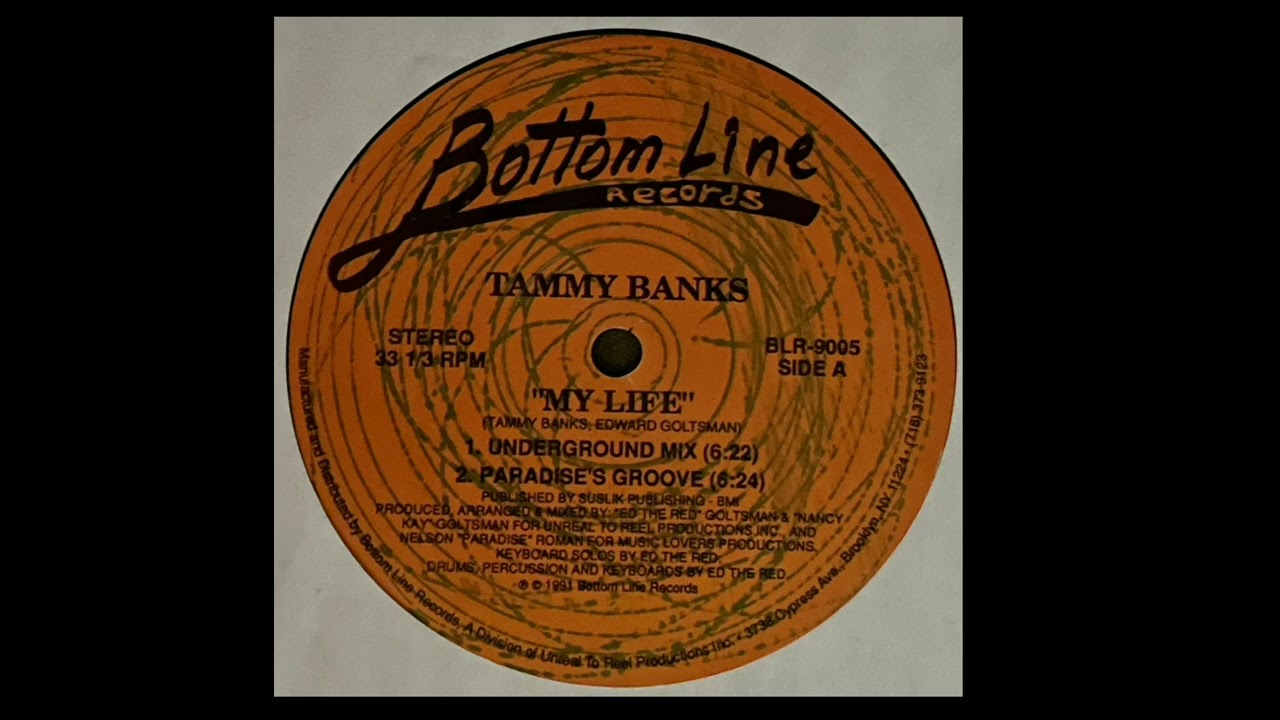 Bottom Line
Records
TAMMY BANKS
STEREO
33 1/3 RPM
BLR-9005
SIDE A
"MY LIFE"
(TAMMY BANKS, EDWARD GOLTSMAN)
1. UNDERGROUND MIX (6:22)
2. PARADISE'S GROOVE (6:24)
PUBLISHED BY SUSLIK PUBLISHING - BMI
PRODUCED, ARRANGED & MIXED BY: "ED THE RED" GOLTSMAN & "NANCY
KAY" GOLTSMAN FOR UNREAL TO REEL PRODUCTIONS INC., AND
NELSON "PARADISE" ROMAN FOR MUSIC LOVERS PRODUCTIONS.
KEYBOARD SOLOS BY ED THE RED.
DRUMS, PERCUSSION AND KEYBOARDS BY ED THE RED.
℗ © 1991 Bottom Line Records
Manufactured and Distributed by Bottom Line Records, A Division of Unreal To Reel Productions Inc. • 3738 Cypress Ave., Brooklyn, NY 11224 • (718) 373-9123